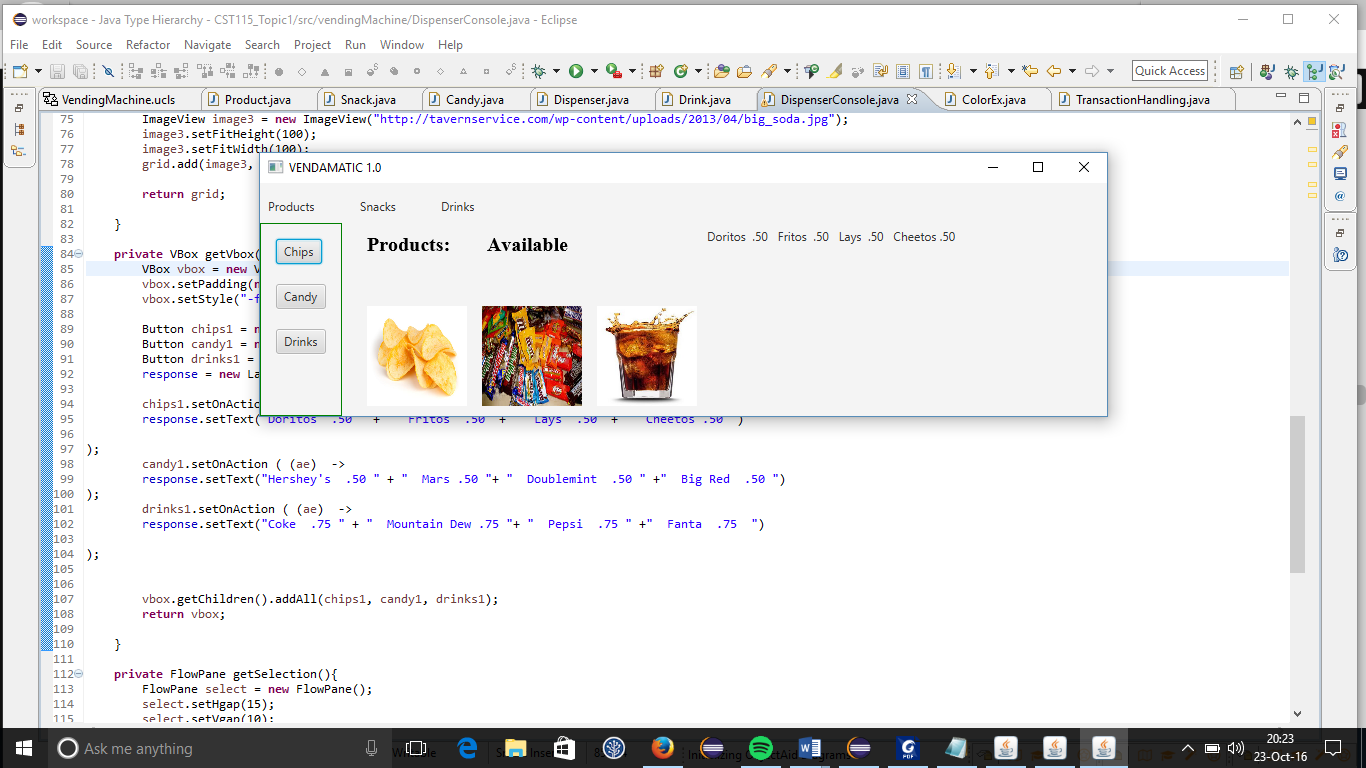 workspace - Java Type Hierarchy - CST115_Topic1/src/vendingMachine/DispenserConsole.java - Eclipse
File Edit Source Refactor Navigate Search Project Run Window Help
Quick Access
VendingMachine.ucls Product.java Snack.java Candy.java Dispenser.java Drink.java DispenserConsole.java ColorEx.java TransactionHandling.java
75 ImageView image3 = new ImageView("http://tavernservice.com/wp-content/uploads/2013/04/big_soda.jpg");
76 image3.setFitHeight(100);
77 image3.setFitWidth(100);
78 grid.add(image3,
79
80 return grid;
81
82 }
83
84 private VBox getVbox(
85 VBox vbox = new V
86 vbox.setPadding(n
87 vbox.setStyle("-f
88
89 Button chips1 = n
90 Button candy1 = n
91 Button drinks1 =
92 response = new La
93
94 chips1.setOnActio
95 response.setText("Doritos .50 " + " Fritos .50 " + " Lays .50 " + " Cheetos .50 ")
96
97 );
98 candy1.setOnAction ( (ae) ->
99 response.setText("Hershey's .50 " + " Mars .50 "+ " Doublemint .50 " +" Big Red .50 ")
100 );
101 drinks1.setOnAction ( (ae) ->
102 response.setText("Coke .75 " + " Mountain Dew .75 "+ " Pepsi .75 " +" Fanta .75 ")
103
104 );
105
106
107 vbox.getChildren().addAll(chips1, candy1, drinks1);
108 return vbox;
109
110 }
111
112 private FlowPane getSelection(){
113 FlowPane select = new FlowPane();
114 select.setHgap(15);
115 select.setVgap(10);
VENDAMATIC 1.0
Products Snacks Drinks
Chips
Candy
Drinks
Products: Available
Doritos .50 Fritos .50 Lays .50 Cheetos .50
Ask me anything
20:23
23-Oct-16